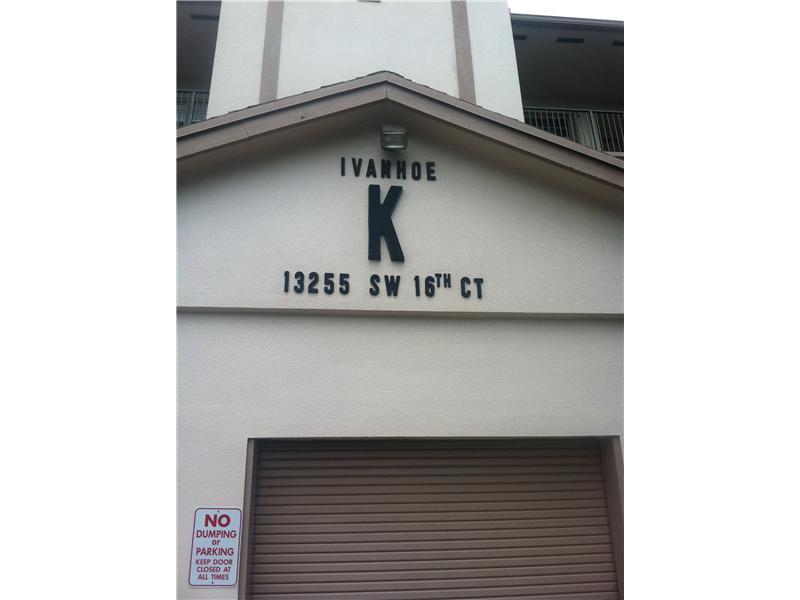 IVANHOE
K
13255 SW 16TH CT
NO
DUMPING
or
PARKING
KEEP DOOR
CLOSED AT
ALL TIMES